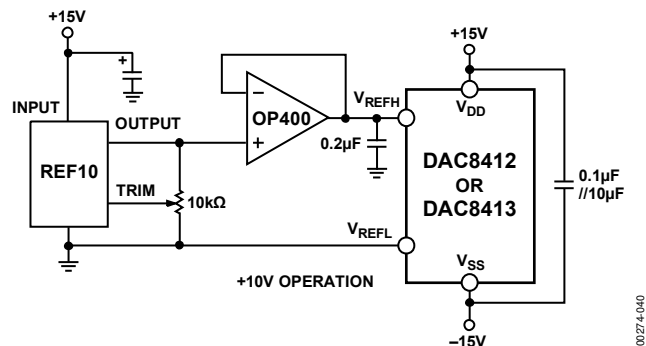 +15V
+15V
+
INPUT
OUTPUT
REF10
TRIM
10kΩ
–
+
OP400
VREFH
0.2µF
VDD
DAC8412
OR
DAC8413
0.1µF
//10µF
VREFL
VSS
+10V OPERATION
–15V
00274-040